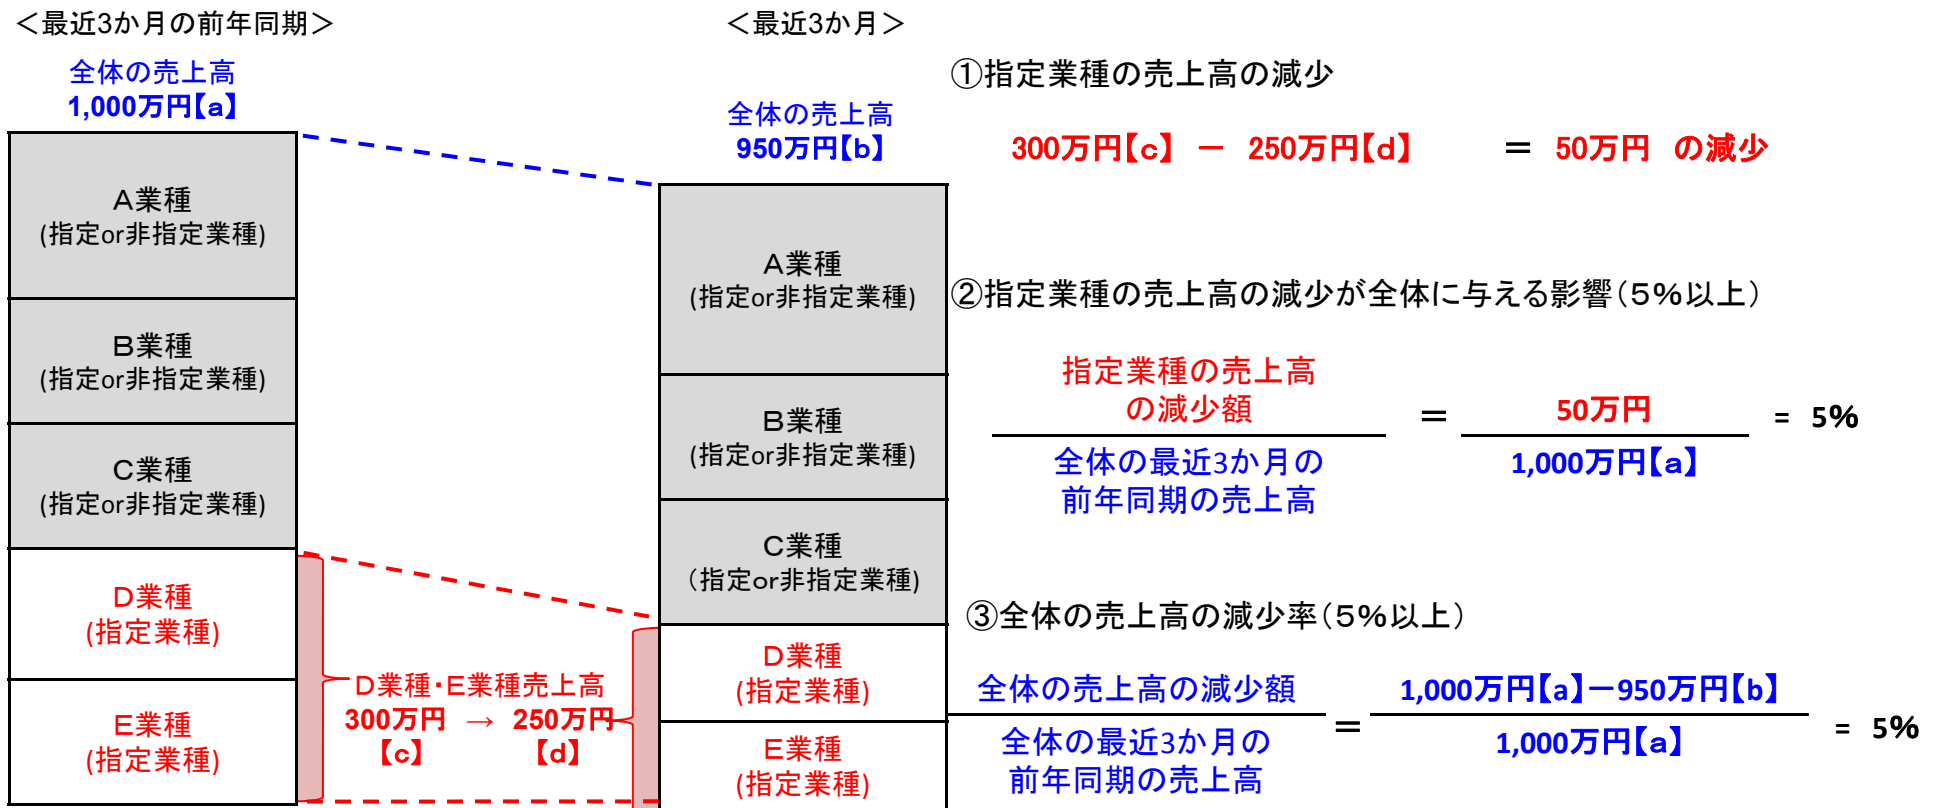 ＜最近3か月の前年同期＞
全体の売上高
1,000万円【a】
A業種
(指定or非指定業種)
B業種
(指定or非指定業種)
C業種
(指定or非指定業種)
D業種
(指定業種)
E業種
(指定業種)
D業種・E業種売上高
300万円 → 250万円
【c】 【d】
＜最近3か月＞
全体の売上高
950万円【b】
A業種
(指定or非指定業種)
B業種
(指定or非指定業種)
C業種
（指定or非指定業種)
D業種
(指定業種)
E業種
(指定業種)
①指定業種の売上高の減少
300万円【c】 － 250万円【d】 ＝ 50万円 の減少
②指定業種の売上高の減少が全体に与える影響（５％以上）
指定業種の売上高
の減少額
全体の最近3か月の
前年同期の売上高
＝
50万円
1,000万円【a】
= 5%
③全体の売上高の減少率（５％以上）
全体の売上高の減少額
全体の最近3か月の
前年同期の売上高
＝
1,000万円【a】－950万円【b】
1,000万円【a】
= 5%